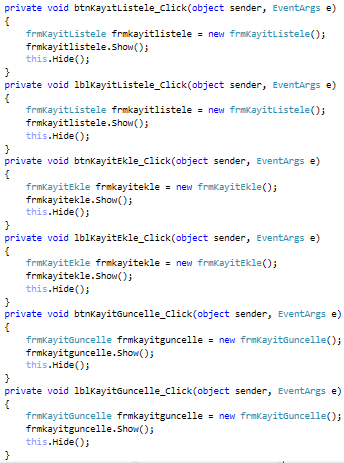 private void btnKayıtListele_Click(object sender, EventArgs e)
{
frmKayitListele frmkayitlistele = new frmKayitListele();
frmkayitlistele.Show();
this.Hide();
}
private void lblKayitListele_Click(object sender, EventArgs e)
{
frmKayitListele frmkayitlistele = new frmKayitListele();
frmkayitlistele.Show();
this.Hide();
}
private void btnKayitEkle_Click(object sender, EventArgs e)
{
frmKayitEkle frmkayitekle = new frmKayitEkle();
frmkayitekle.Show();
this.Hide();
}
private void lblKayitEkle_Click(object sender, EventArgs e)
{
frmKayitEkle frmkayitekle = new frmKayitEkle();
frmkayitekle.Show();
this.Hide();
}
private void btnKayitGuncelle_Click(object sender, EventArgs e)
{
frmKayitGuncelle frmkayitguncelle = new frmKayitGuncelle();
frmkayitguncelle.Show();
this.Hide();
}
private void lblKayitGuncelle_Click(object sender, EventArgs e)
{
frmKayitGuncelle frmkayitguncelle = new frmKayitGuncelle();
frmkayitguncelle.Show();
this.Hide();
}